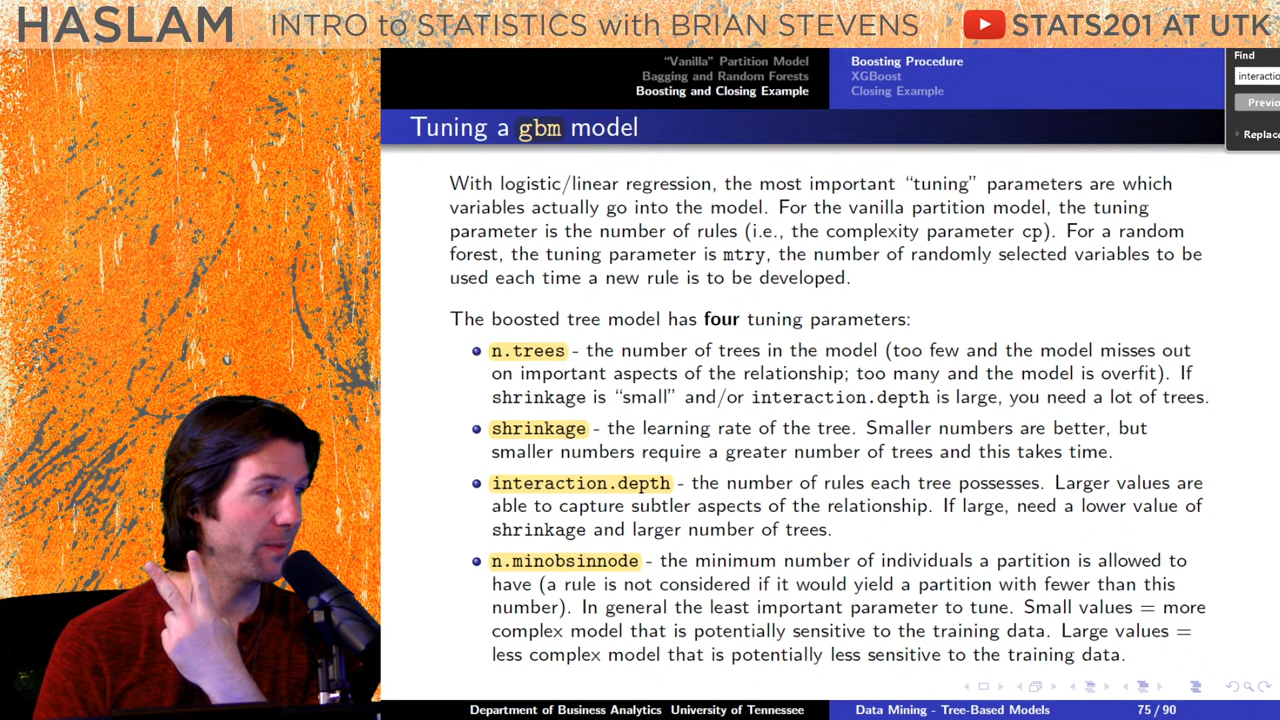 HASLAM INTRO to STATISTICS with BRIAN STEVENS STATS201 AT UTK
"Vanilla" Partition Model
Bagging and Random Forests
Boosting and Closing Example
Boosting Procedure
XGBoost
Closing Example
Find
interactio
Previo
Replace
Tuning a gbm model
With logistic/linear regression, the most important "tuning" parameters are which
variables actually go into the model. For the vanilla partition model, the tuning
parameter is the number of rules (i.e., the complexity parameter cp). For a random
forest, the tuning parameter is mtry, the number of randomly selected variables to be
used each time a new rule is to be developed.
The boosted tree model has four tuning parameters:
n.trees - the number of trees in the model (too few and the model misses out
on important aspects of the relationship; too many and the model is overfit). If
shrinkage is "small" and/or interaction.depth is large, you need a lot of trees.
shrinkage - the learning rate of the tree. Smaller numbers are better, but
smaller numbers require a greater number of trees and this takes time.
interaction.depth - the number of rules each tree possesses. Larger values are
able to capture subtler aspects of the relationship. If large, need a lower value of
shrinkage and larger number of trees.
n.minobsinnode - the minimum number of individuals a partition is allowed to
have (a rule is not considered if it would yield a partition with fewer than this
number). In general the least important parameter to tune. Small values = more
complex model that is potentially sensitive to the training data. Large values =
less complex model that is potentially less sensitive to the training data.
Department of Business Analytics University of Tennessee Data Mining - Tree-Based Models 75 / 90